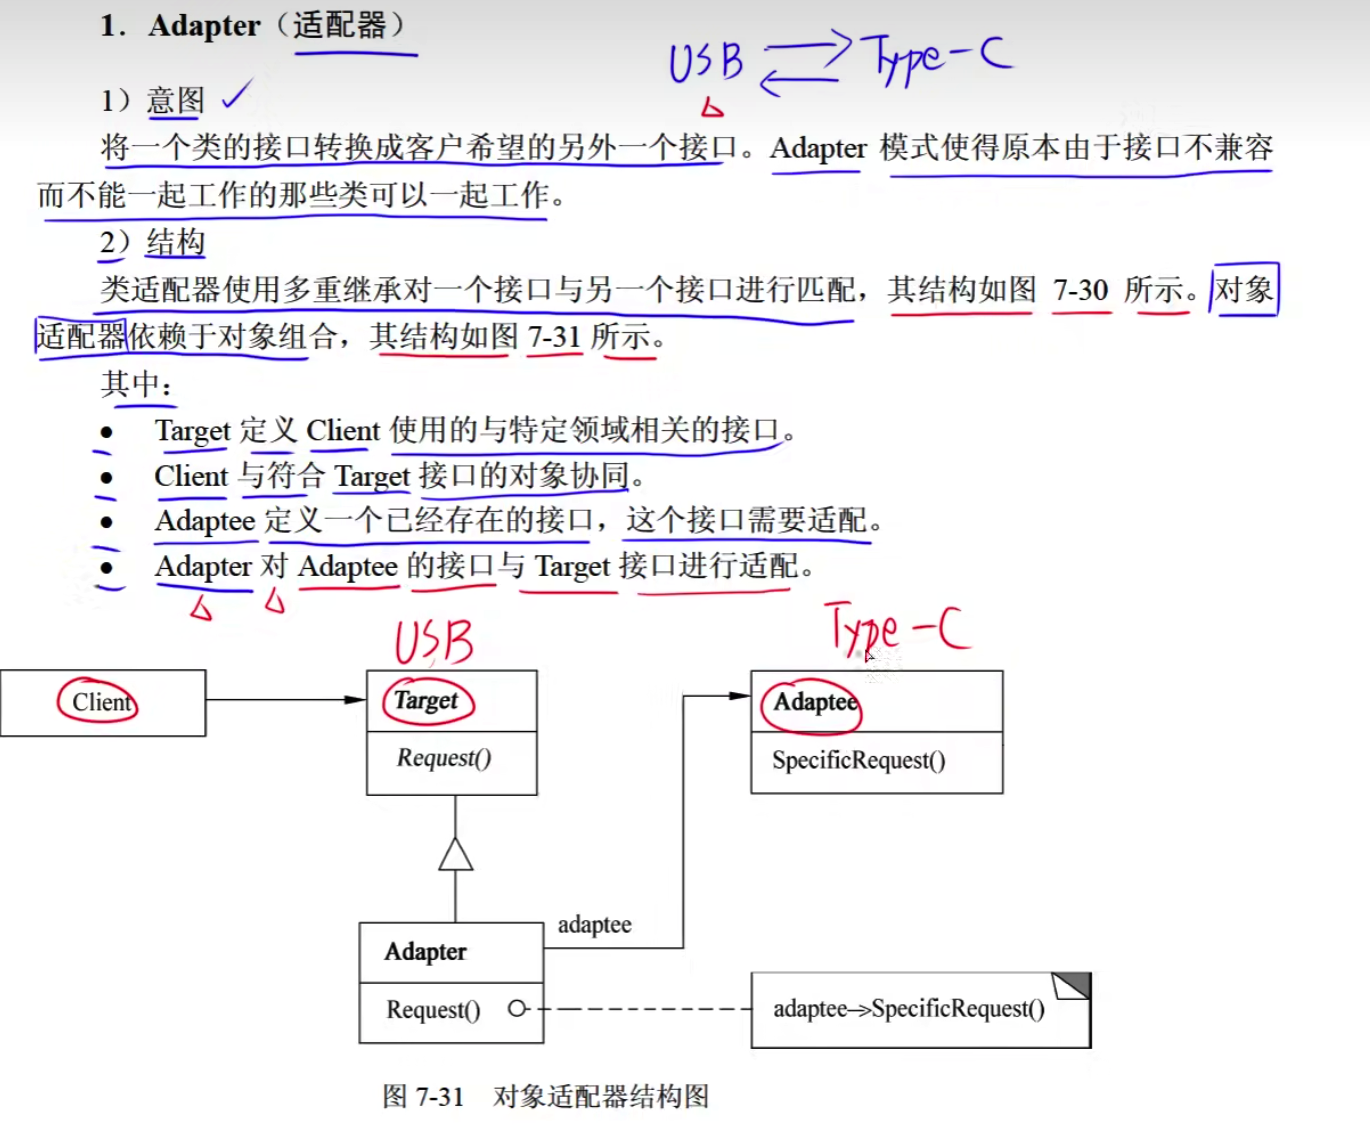 1. Adapter（适配器）
USB ⇌ Type-C
1）意图
将一个类的接口转换成客户希望的另外一个接口。Adapter 模式使得原本由于接口不兼容
而不能一起工作的那些类可以一起工作。
2）结构
类适配器使用多重继承对一个接口与另一个接口进行匹配，其结构如图 7-30 所示。对象
适配器依赖于对象组合，其结构如图 7-31 所示。
其中：
● Target 定义 Client 使用的与特定领域相关的接口。
● Client 与符合 Target 接口的对象协同。
● Adaptee 定义一个已经存在的接口，这个接口需要适配。
● Adapter 对 Adaptee 的接口与 Target 接口进行适配。
USB
Type-C
Client
Target
Request()
Adaptee
SpecificRequest()
adaptee
Adapter
Request()
adaptee->SpecificRequest()
图 7-31 对象适配器结构图